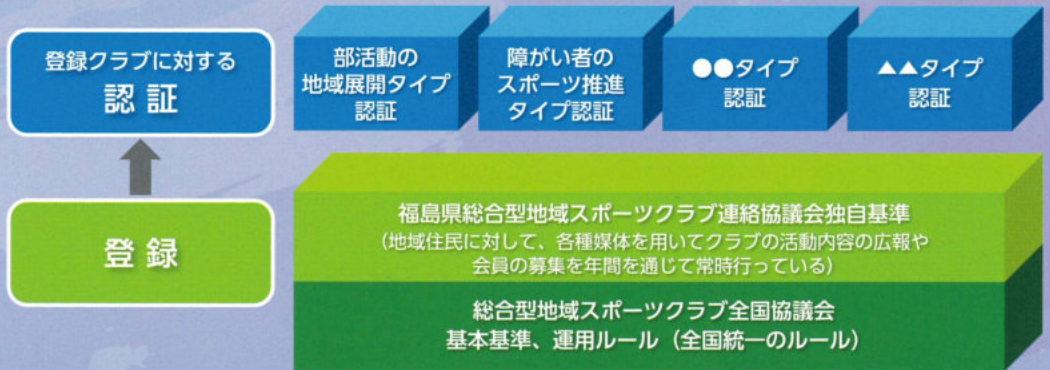 登録クラブに対する
認証
部活動の
地域展開タイプ
認証
障がい者の
スポーツ推進
タイプ認証
●●タイプ
認証
▲▲タイプ
認証
登録
福島県総合型地域スポーツクラブ連絡協議会独自基準
（地域住民に対して、各種媒体を用いてクラブの活動内容の広報や
会員の募集を年間を通じて常時行っている）
総合型地域スポーツクラブ全国協議会
基本基準、運用ルール（全国統一のルール）